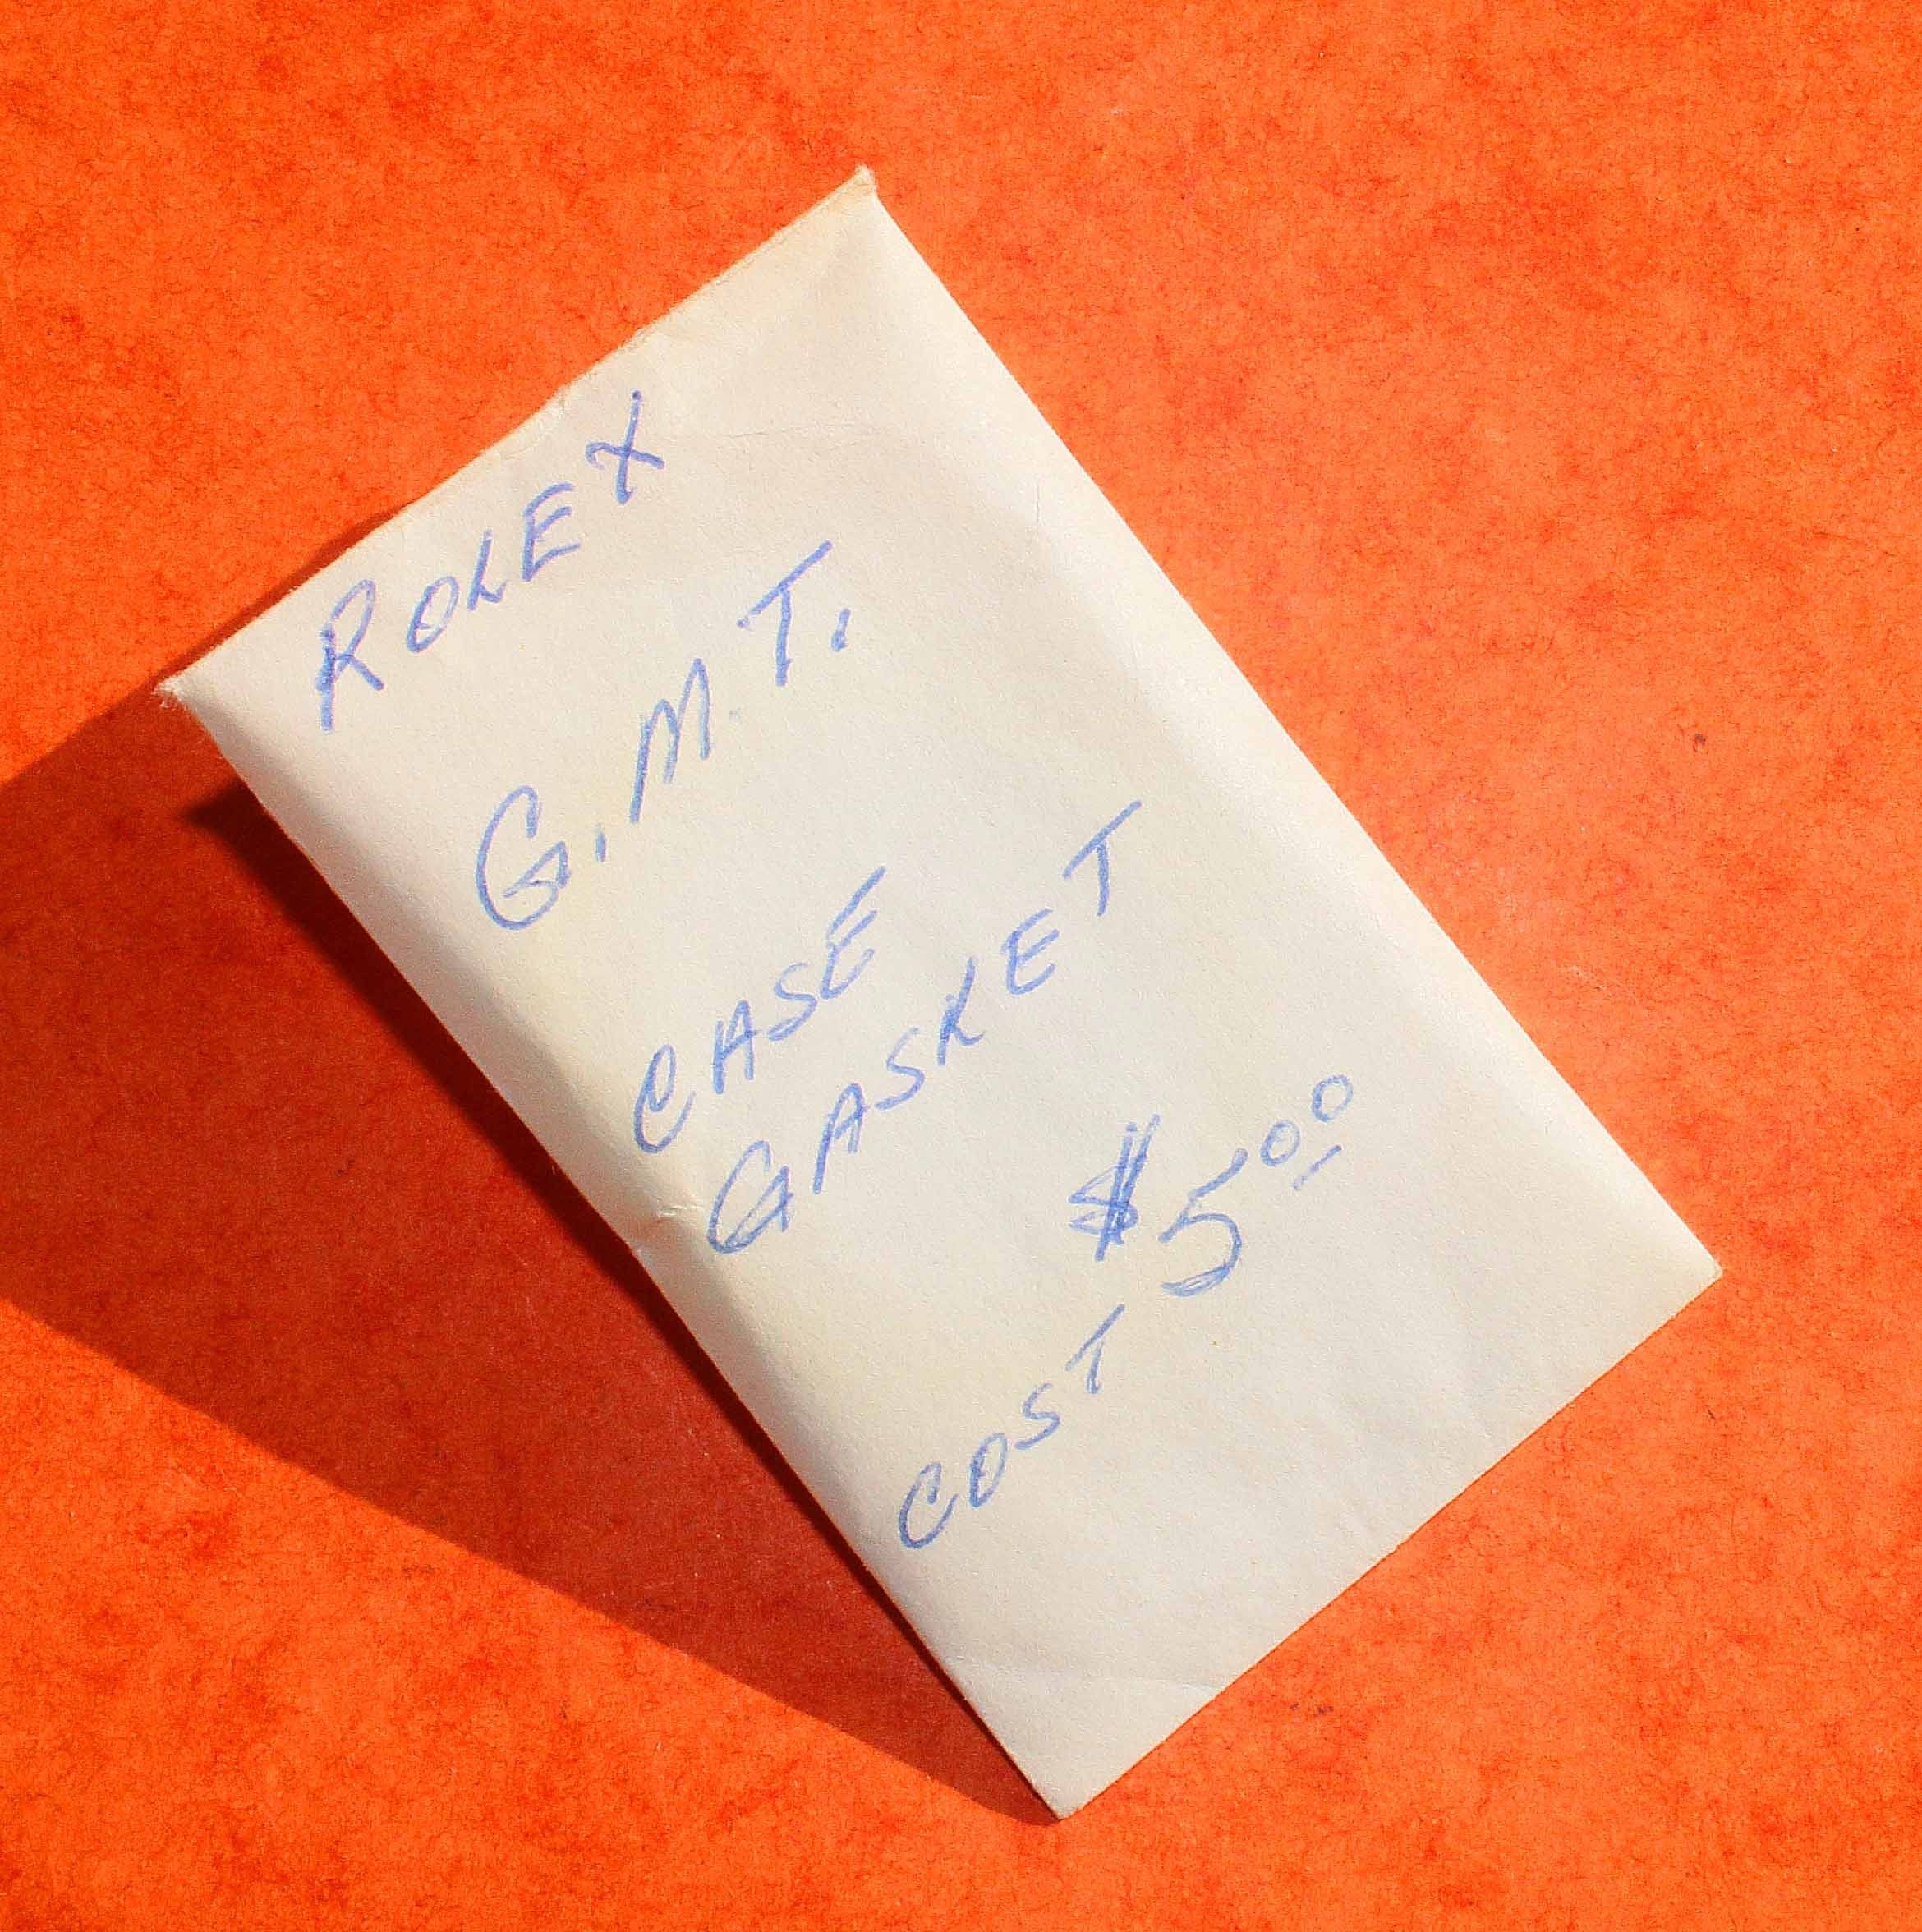 ROLEX
G.M.T.
CASE
GASKET
COST $5.00